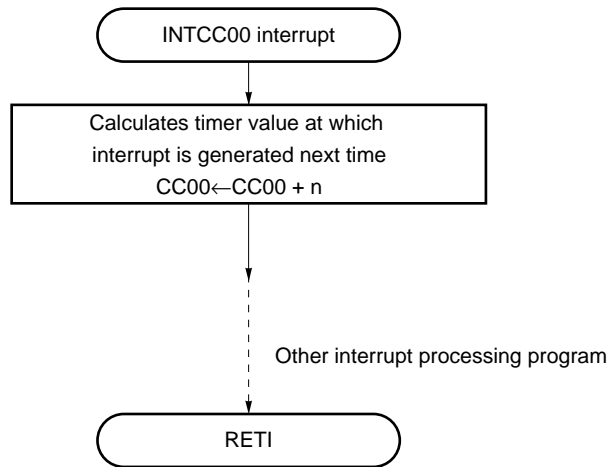 INTCC00 interrupt
Calculates timer value at which
interrupt is generated next time
CC00←CC00 + n
Other interrupt processing program
RETI